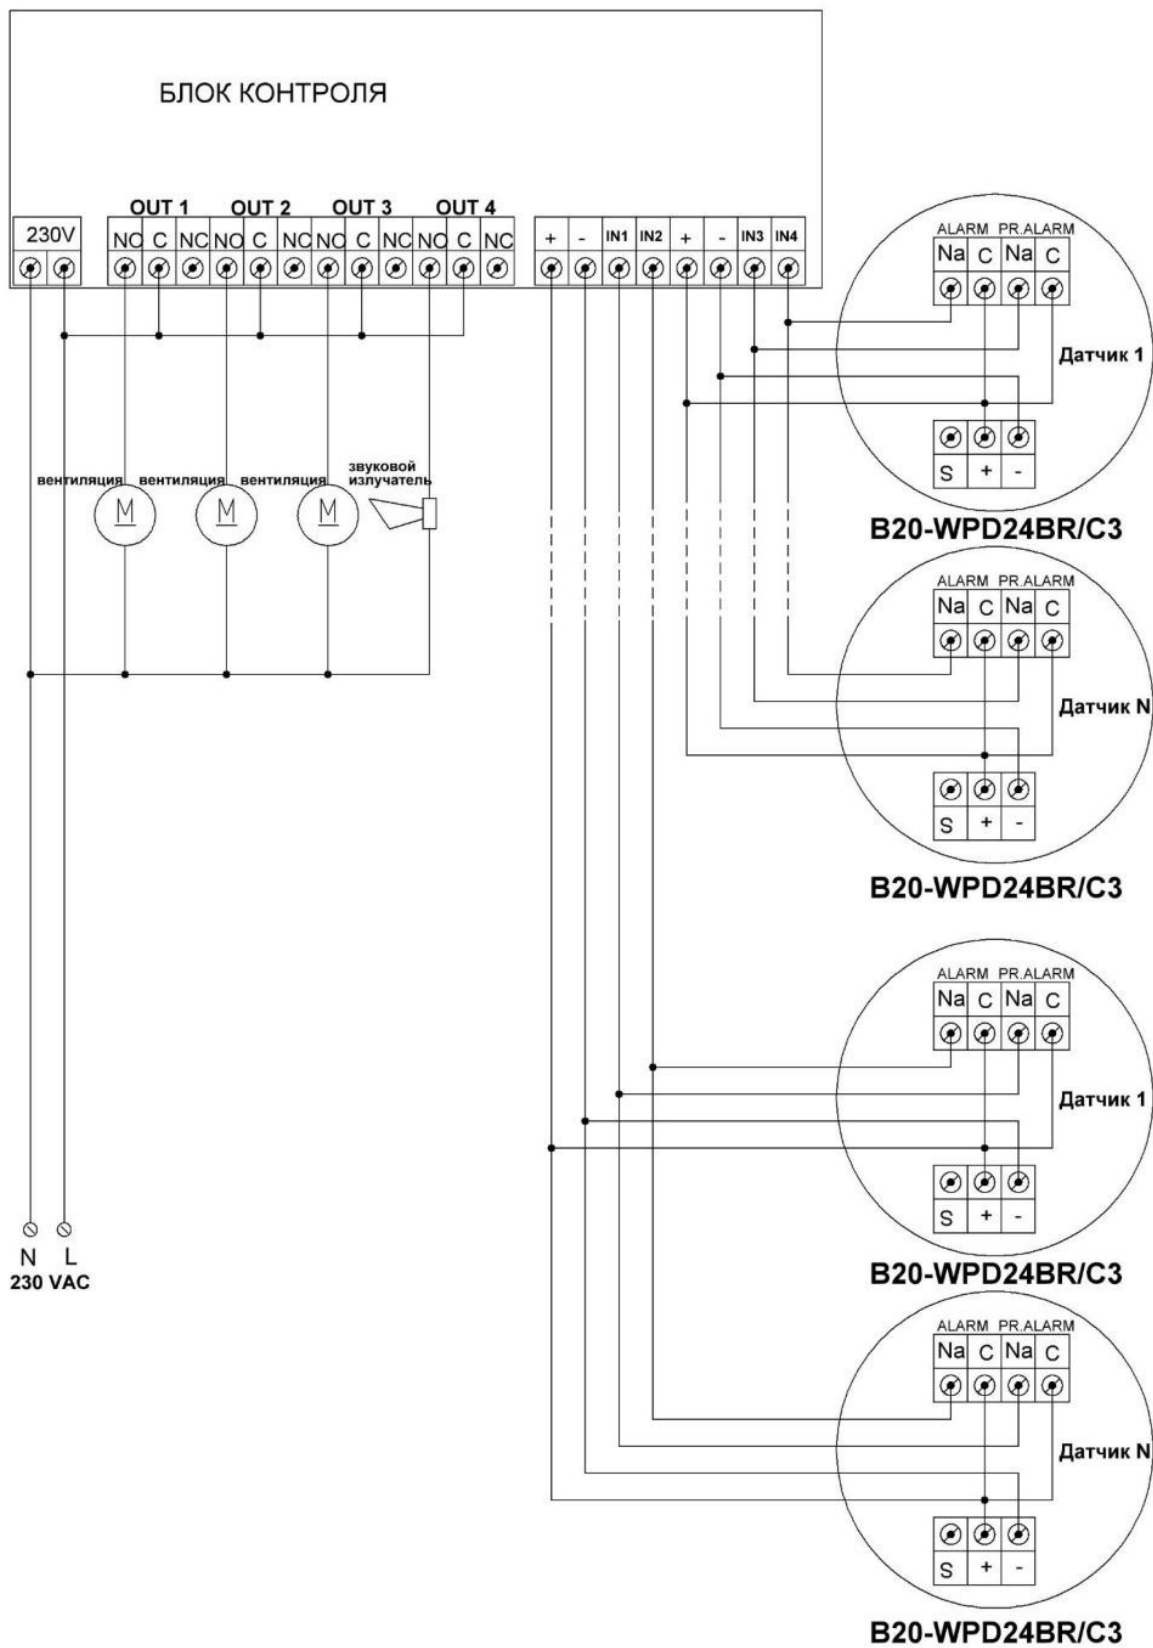 БЛОК КОНТРОЛЯ
OUT 1 OUT 2 OUT 3 OUT 4
230V
NO C NC NO C NC NO C NC NO C NC
+ - IN1 IN2 + - IN3 IN4
ALARM PR.ALARM
Na C Na C
Датчик 1
S + -
B20-WPD24BR/C3
вентиляция вентиляция вентиляция
звуковой
излучатель
M M M
ALARM PR.ALARM
Na C Na C
Датчик N
S + -
B20-WPD24BR/C3
ALARM PR.ALARM
Na C Na C
Датчик 1
S + -
B20-WPD24BR/C3
N L
230 VAC
ALARM PR.ALARM
Na C Na C
Датчик N
S + -
B20-WPD24BR/C3